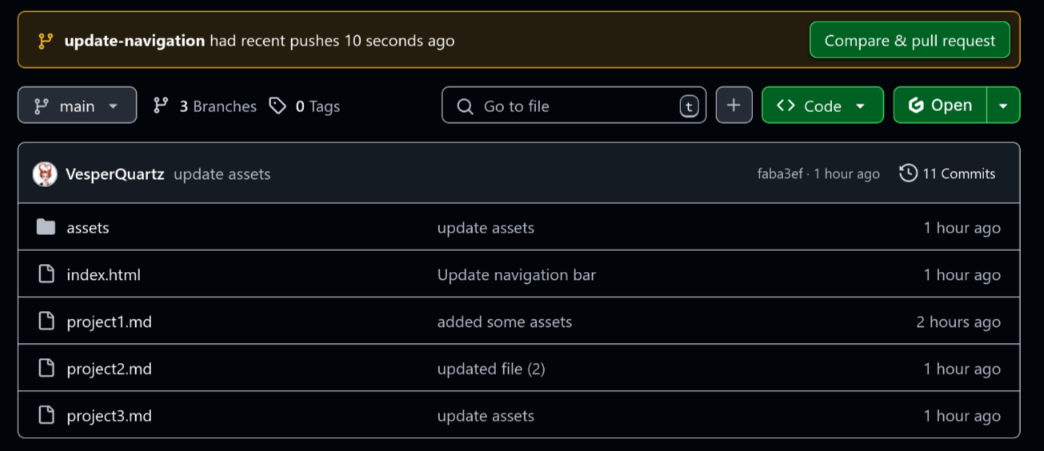 update-navigation had recent pushes 10 seconds ago Compare & pull request
main 3 Branches 0 Tags Go to file t + Code Open
VesperQuartz update assets faba3ef · 1 hour ago 11 Commits
assets update assets 1 hour ago
index.html Update navigation bar 1 hour ago
project1.md added some assets 2 hours ago
project2.md updated file (2) 1 hour ago
project3.md update assets 1 hour ago